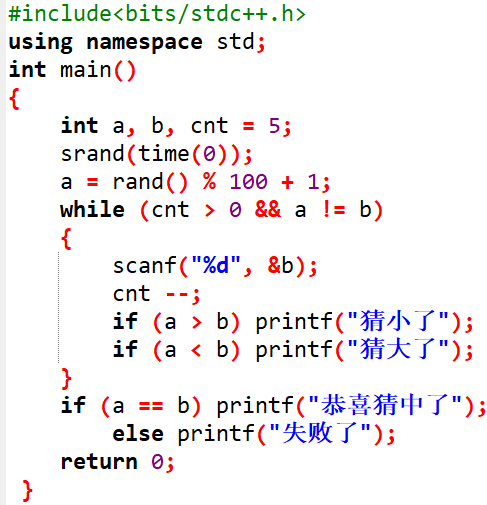 #include<bits/stdc++.h>
using namespace std;
int main()
{
    int a, b, cnt = 5;
    srand(time(0));
    a = rand() % 100 + 1;
    while (cnt > 0 && a != b)
    {
        scanf("%d", &b);
        cnt --;
        if (a > b) printf("猜小了");
        if (a < b) printf("猜大了");
    }
    if (a == b) printf("恭喜猜中了");
        else printf("失败了");
    return 0;
 }